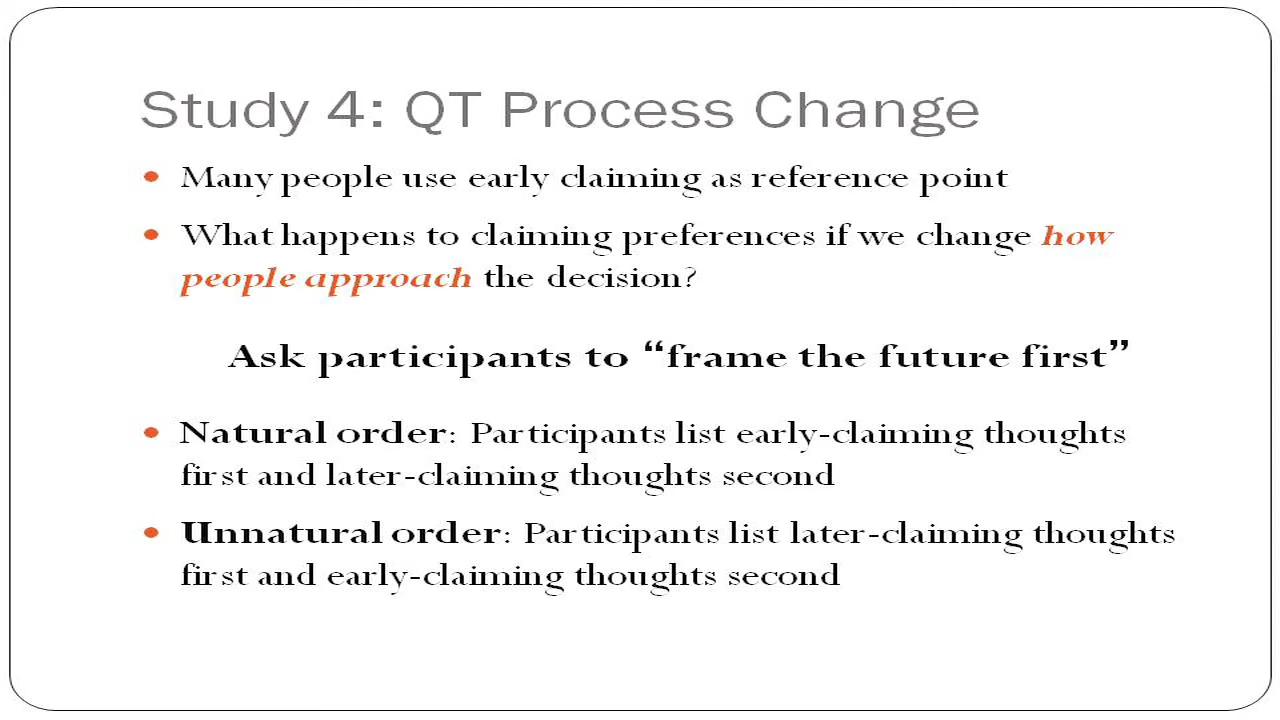 Study 4: QT Process Change
• Many people use early claiming as reference point
• What happens to claiming preferences if we change how
people approach the decision?
Ask participants to “frame the future first”
• Natural order: Participants list early-claiming thoughts
first and later-claiming thoughts second
• Unnatural order: Participants list later-claiming thoughts
first and early-claiming thoughts second